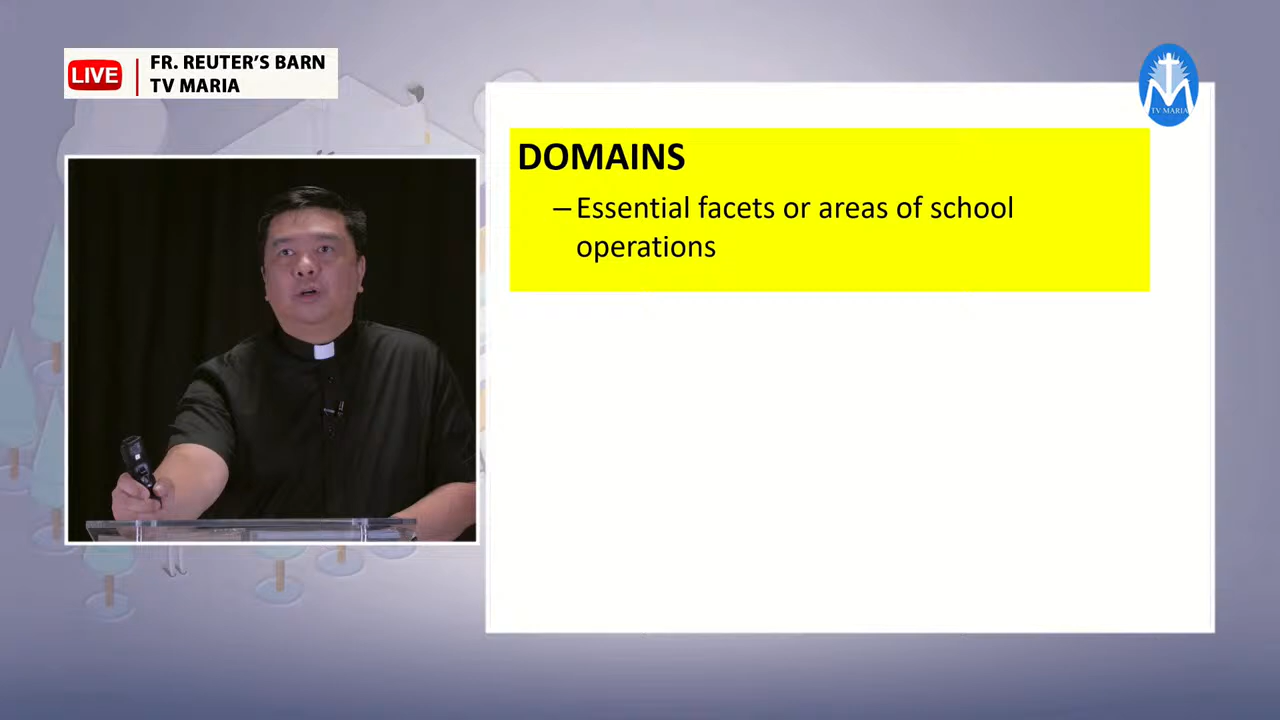 LIVE
FR. REUTER'S BARN
TV MARIA
TV MARIA
DOMAINS
–Essential facets or areas of school
operations